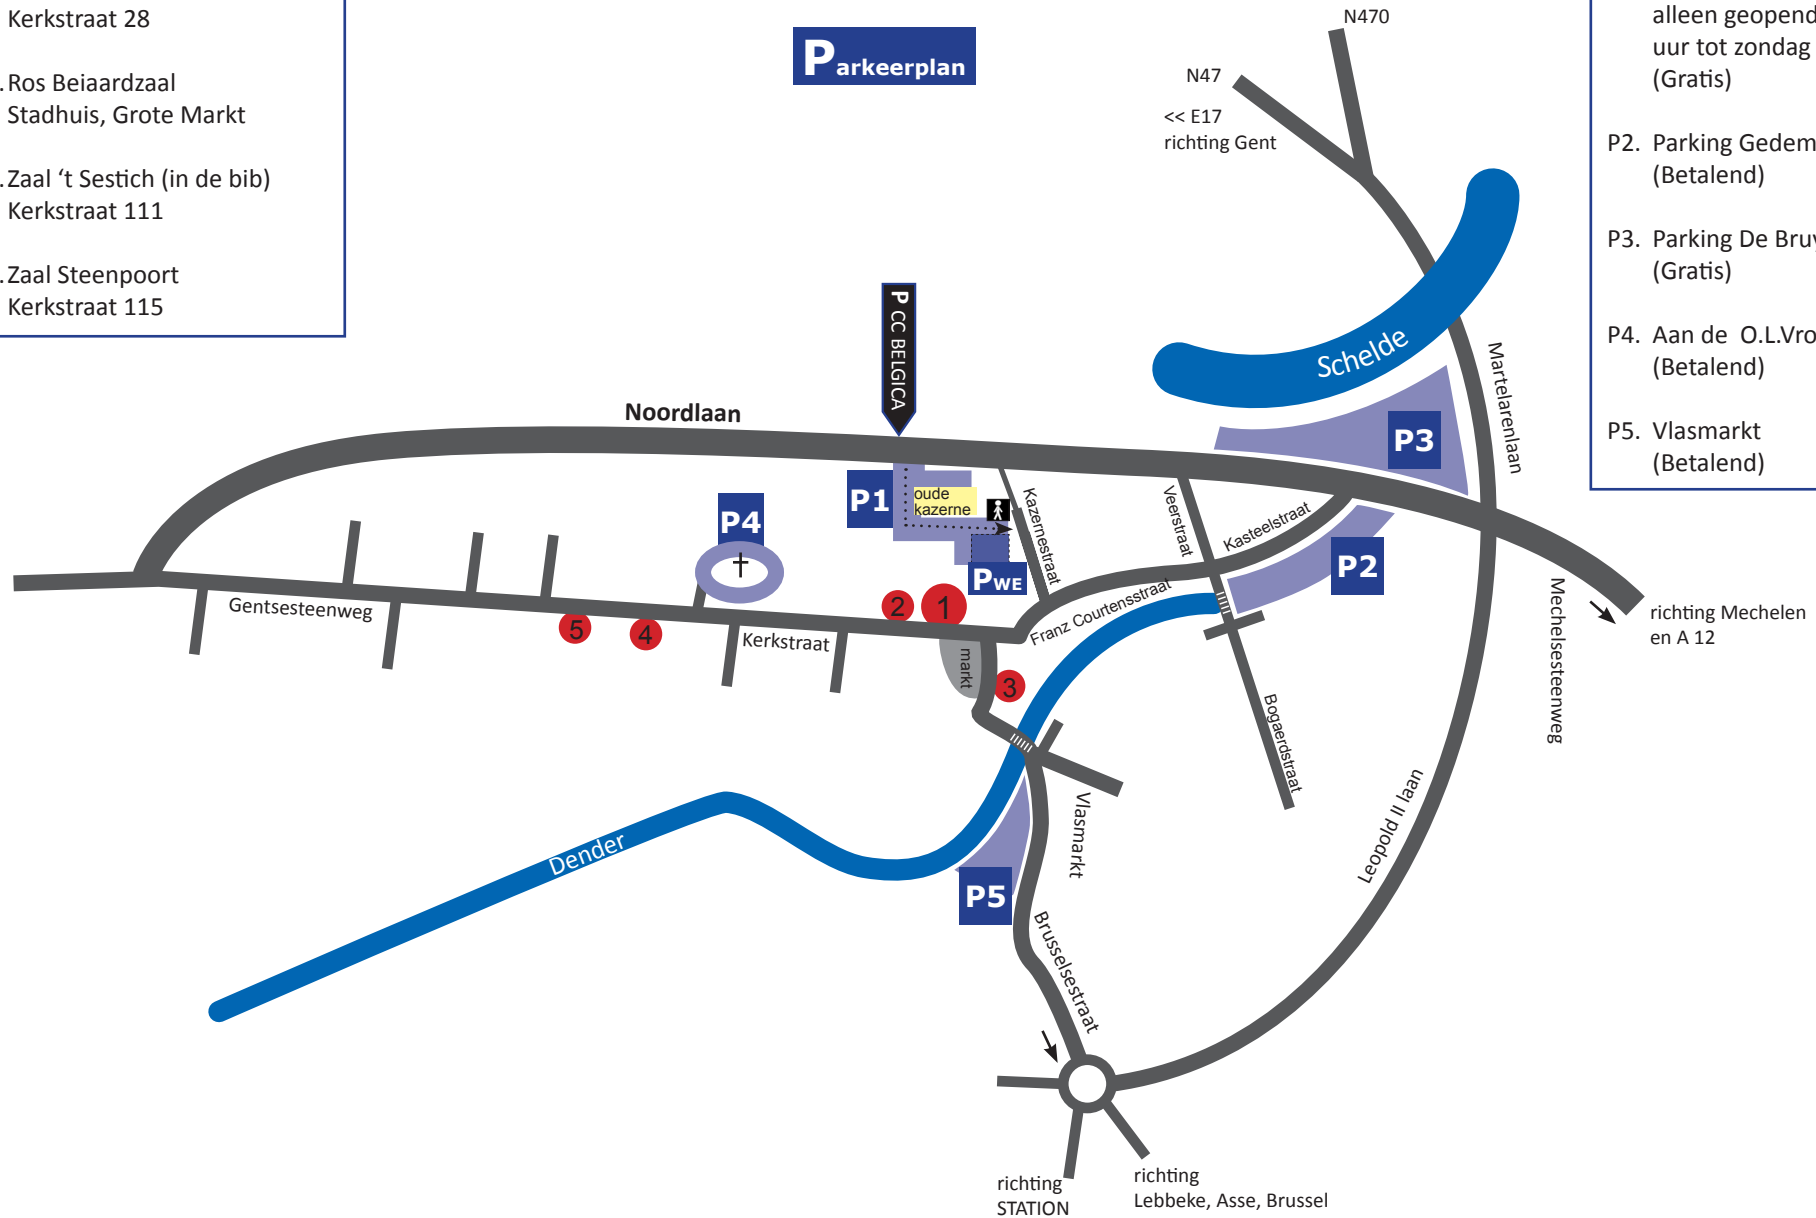 Kerkstraat 28
. Ros Beiaardzaal
Stadhuis, Grote Markt
. Zaal ‘t Sestich (in de bib)
Kerkstraat 111
. Zaal Steenpoort
Kerkstraat 115
Parkeerplan
N470
N47
<< E17
richting Gent
alleen geopend
uur tot zondag
(Gratis)
P2. Parking Gedem
(Betalend)
P3. Parking De Bruy
(Gratis)
P4. Aan de O.L.Vro
(Betalend)
P5. Vlasmarkt
(Betalend)
P CC BELGICA
Schelde
Martelarenlaan
Noordlaan
P3
P1
oude
kazerne
P4
Kazernestraat
Veerstraat
Kasteelstraat
P2
PWE
Gentsesteenweg
5
4
Kerkstraat
2
1
Franz Courtensstraat
markt
3
Mechelsesteenweg
richting Mechelen
en A 12
Bogaerdstraat
Vlasmarkt
Leopold II laan
Dender
P5
Brusselsestraat
richting
STATION
richting
Lebbeke, Asse, Brussel